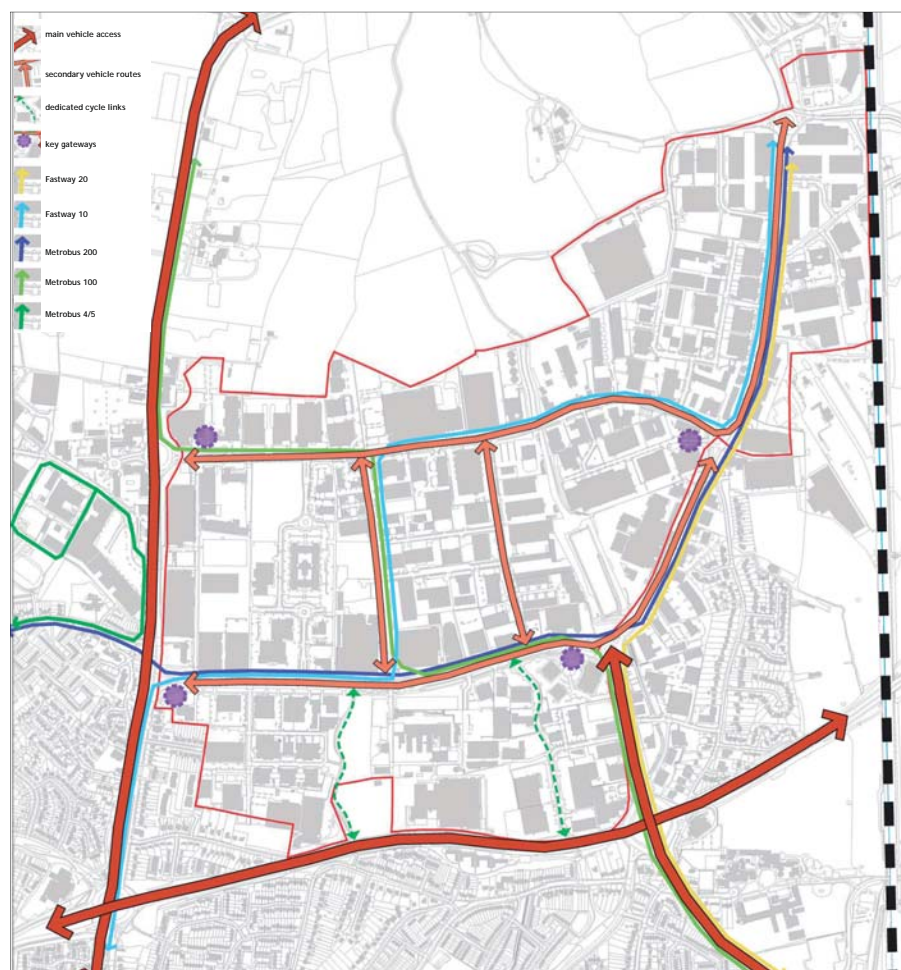 main vehicle access
secondary vehicle routes
dedicated cycle links
key gateways
Fastway 20
Fastway 10
Metrobus 200
Metrobus 100
Metrobus 4/5